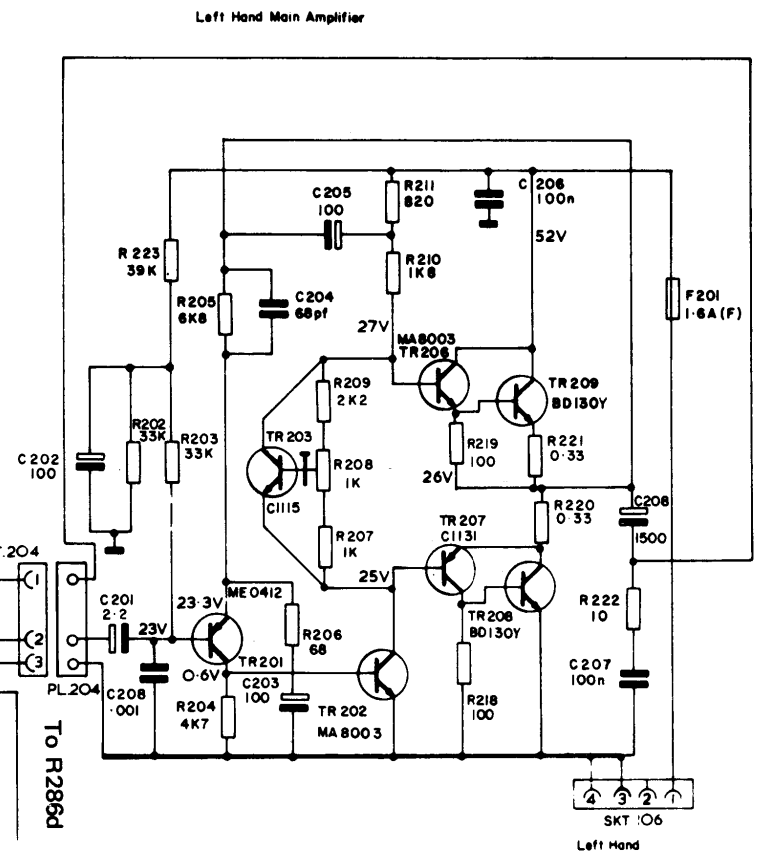 Left Hand Main Amplifier
C205
100
R211
820
C 206
100n
52V
R 223
39K
R210
1K8
R205
6K8
C204
68pf
F201
1·6A(F)
27V
MA8003
TR206
R209
2K2
TR209
BD130Y
R202
33K
R203
33K
TR203
R219
100
R221
0·33
C202
100
R208
1K
26V
C1115
R220
0·33
C208
1500
TR207
C1131
R207
1K
.204
25V
1
C201
2·2
ME0412
23·3V
R222
10
2
23V
R206
68
TR208
BD130Y
3
TR201
C207
100n
PL.204
0·6V
C203
100
C208
·001
R204
4K7
TR 202
MA 8003
R218
100
To R286d
4 3 2 1
SKT 106
Left Hand